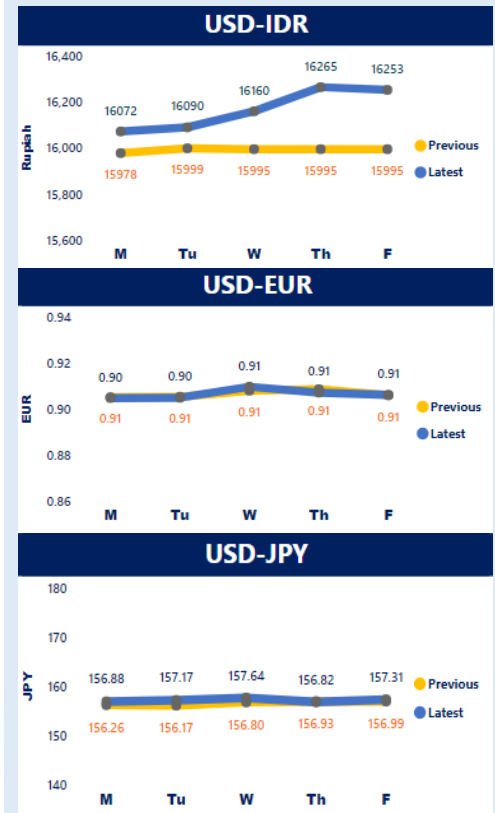 USD-IDR
16,400
16,200
16,000
15,800
15,600
Rupiah
16072 16090 16160 16265 16253
15978 15999 15995 15995 15995
Previous
Latest
M Tu W Th F
USD-EUR
0.94
0.92
0.90
0.88
0.86
EUR
0.90 0.90 0.91 0.91 0.91
0.91 0.91 0.91 0.91 0.91
Previous
Latest
M Tu W Th F
USD-JPY
180
170
160
150
140
JPY
156.88 157.17 157.64 156.82 157.31
156.26 156.17 156.80 156.93 156.99
Previous
Latest
M Tu W Th F